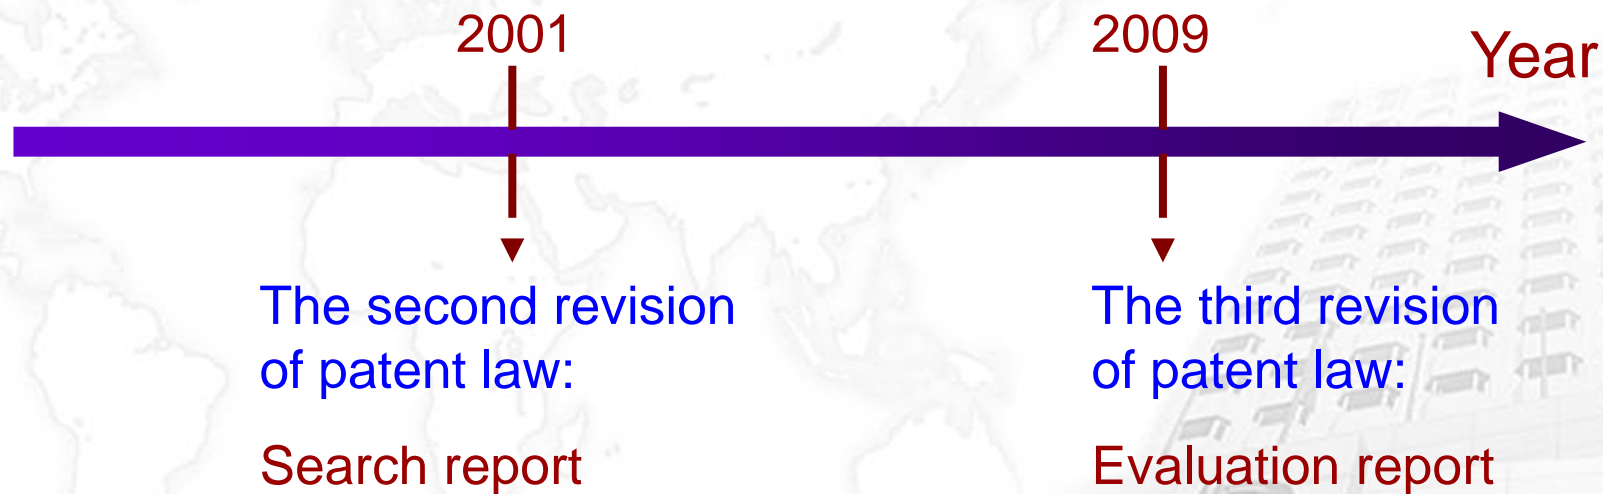 2001
2009
Year
The second revision
of patent law:
Search report
The third revision
of patent law:
Evaluation report